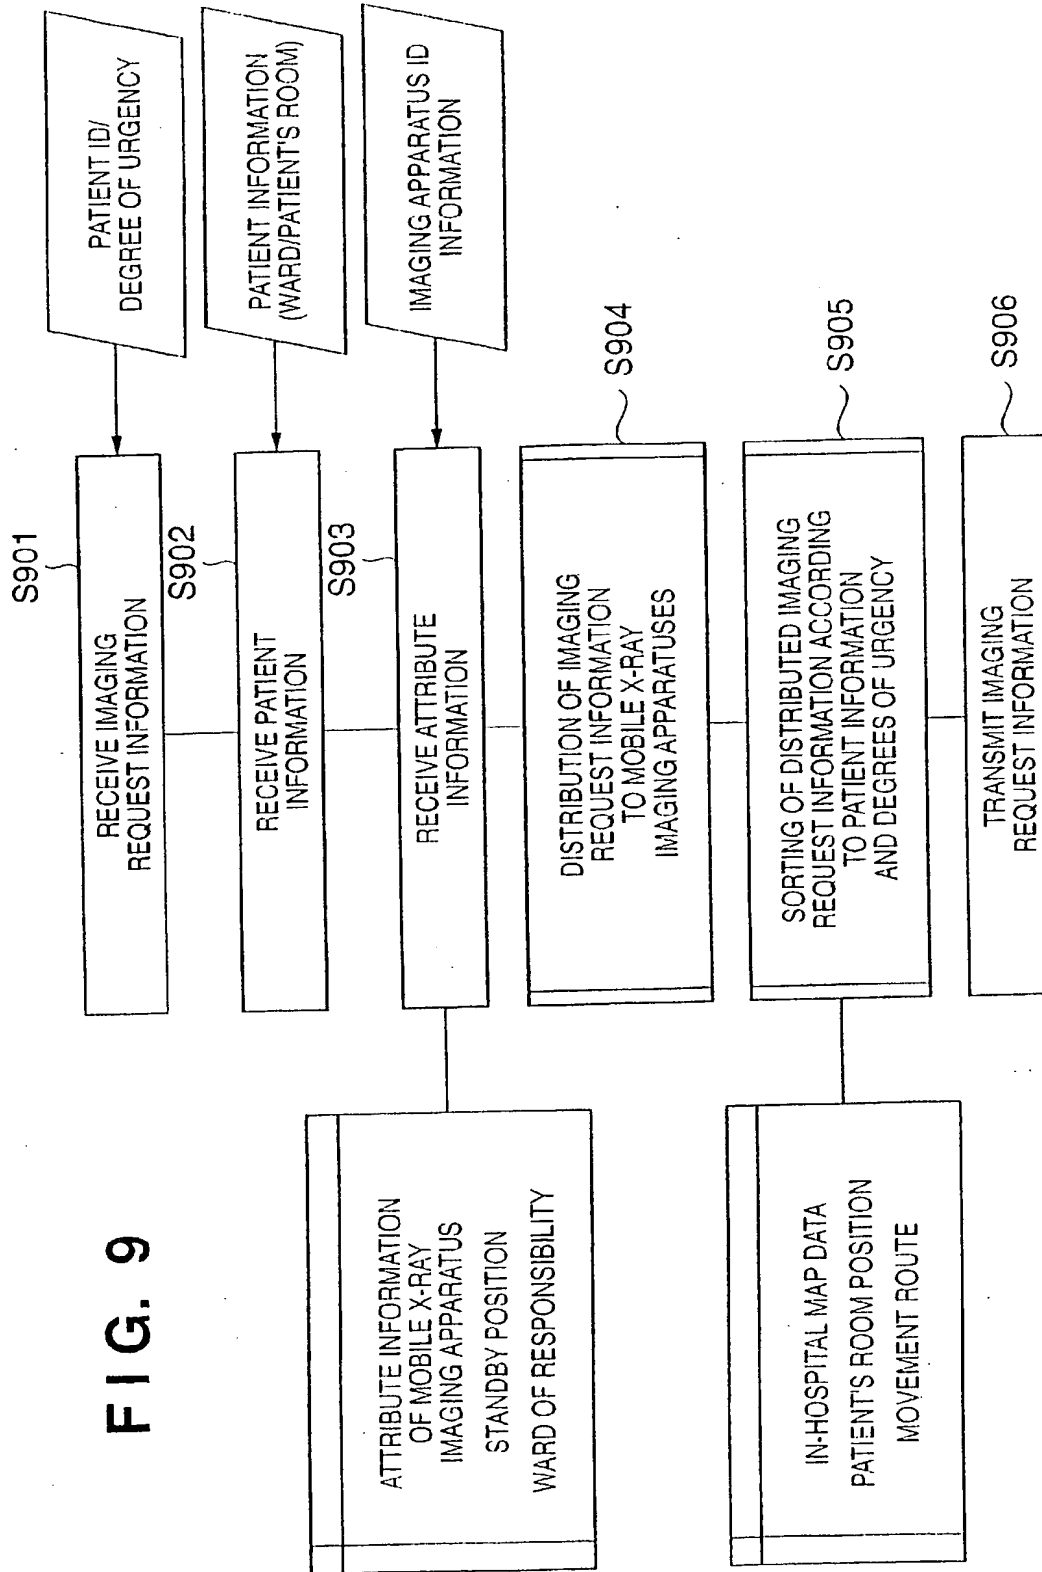 FIG. 9
S901
RECEIVE IMAGING
REQUEST INFORMATION
PATIENT ID/
DEGREE OF URGENCY
S902
RECEIVE PATIENT
INFORMATION
PATIENT INFORMATION
(WARD/PATIENT'S ROOM)
S903
RECEIVE ATTRIBUTE
INFORMATION
IMAGING APPARATUS ID
INFORMATION
ATTRIBUTE INFORMATION
OF MOBILE X-RAY
IMAGING APPARATUS
STANDBY POSITION
WARD OF RESPONSIBILITY
DISTRIBUTION OF IMAGING
REQUEST INFORMATION
TO MOBILE X-RAY
IMAGING APPARATUSES
S904
SORTING OF DISTRIBUTED IMAGING
REQUEST INFORMATION ACCORDING
TO PATIENT INFORMATION
AND DEGREES OF URGENCY
S905
IN-HOSPITAL MAP DATA
PATIENT'S ROOM POSITION
MOVEMENT ROUTE
TRANSMIT IMAGING
REQUEST INFORMATION
S906